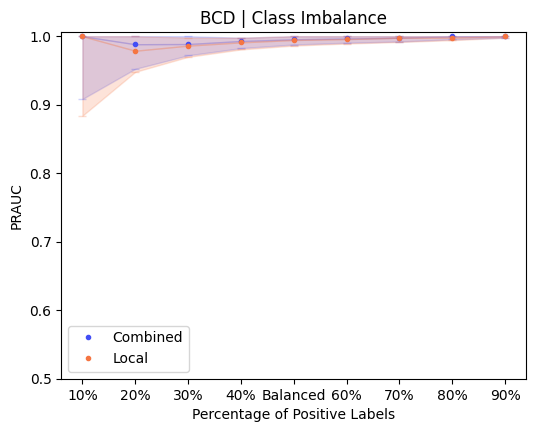 BCD | Class Imbalance
PRAUC
1.0
0.9
0.8
0.7
0.6
0.5
Combined
Local
10% 20% 30% 40% Balanced 60% 70% 80% 90%
Percentage of Positive Labels